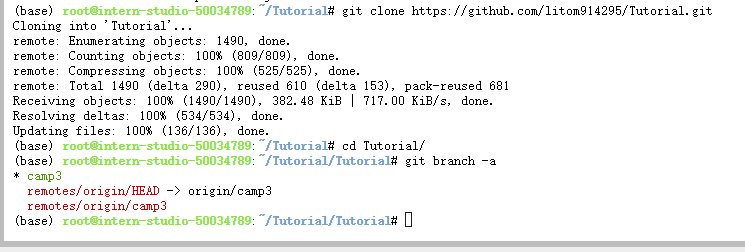 (base) root@intern-studio-50034789:~/Tutorial# git clone https://github.com/litom914295/Tutorial.git
Cloning into 'Tutorial'...
remote: Enumerating objects: 1490, done.
remote: Counting objects: 100% (809/809), done.
remote: Compressing objects: 100% (525/525), done.
remote: Total 1490 (delta 290), reused 610 (delta 153), pack-reused 681
Receiving objects: 100% (1490/1490), 382.48 KiB | 717.00 KiB/s, done.
Resolving deltas: 100% (534/534), done.
Updating files: 100% (136/136), done.
(base) root@intern-studio-50034789:~/Tutorial# cd Tutorial/
(base) root@intern-studio-50034789:~/Tutorial/Tutorial# git branch -a
* camp3
  remotes/origin/HEAD -> origin/camp3
  remotes/origin/camp3
(base) root@intern-studio-50034789:~/Tutorial/Tutorial#